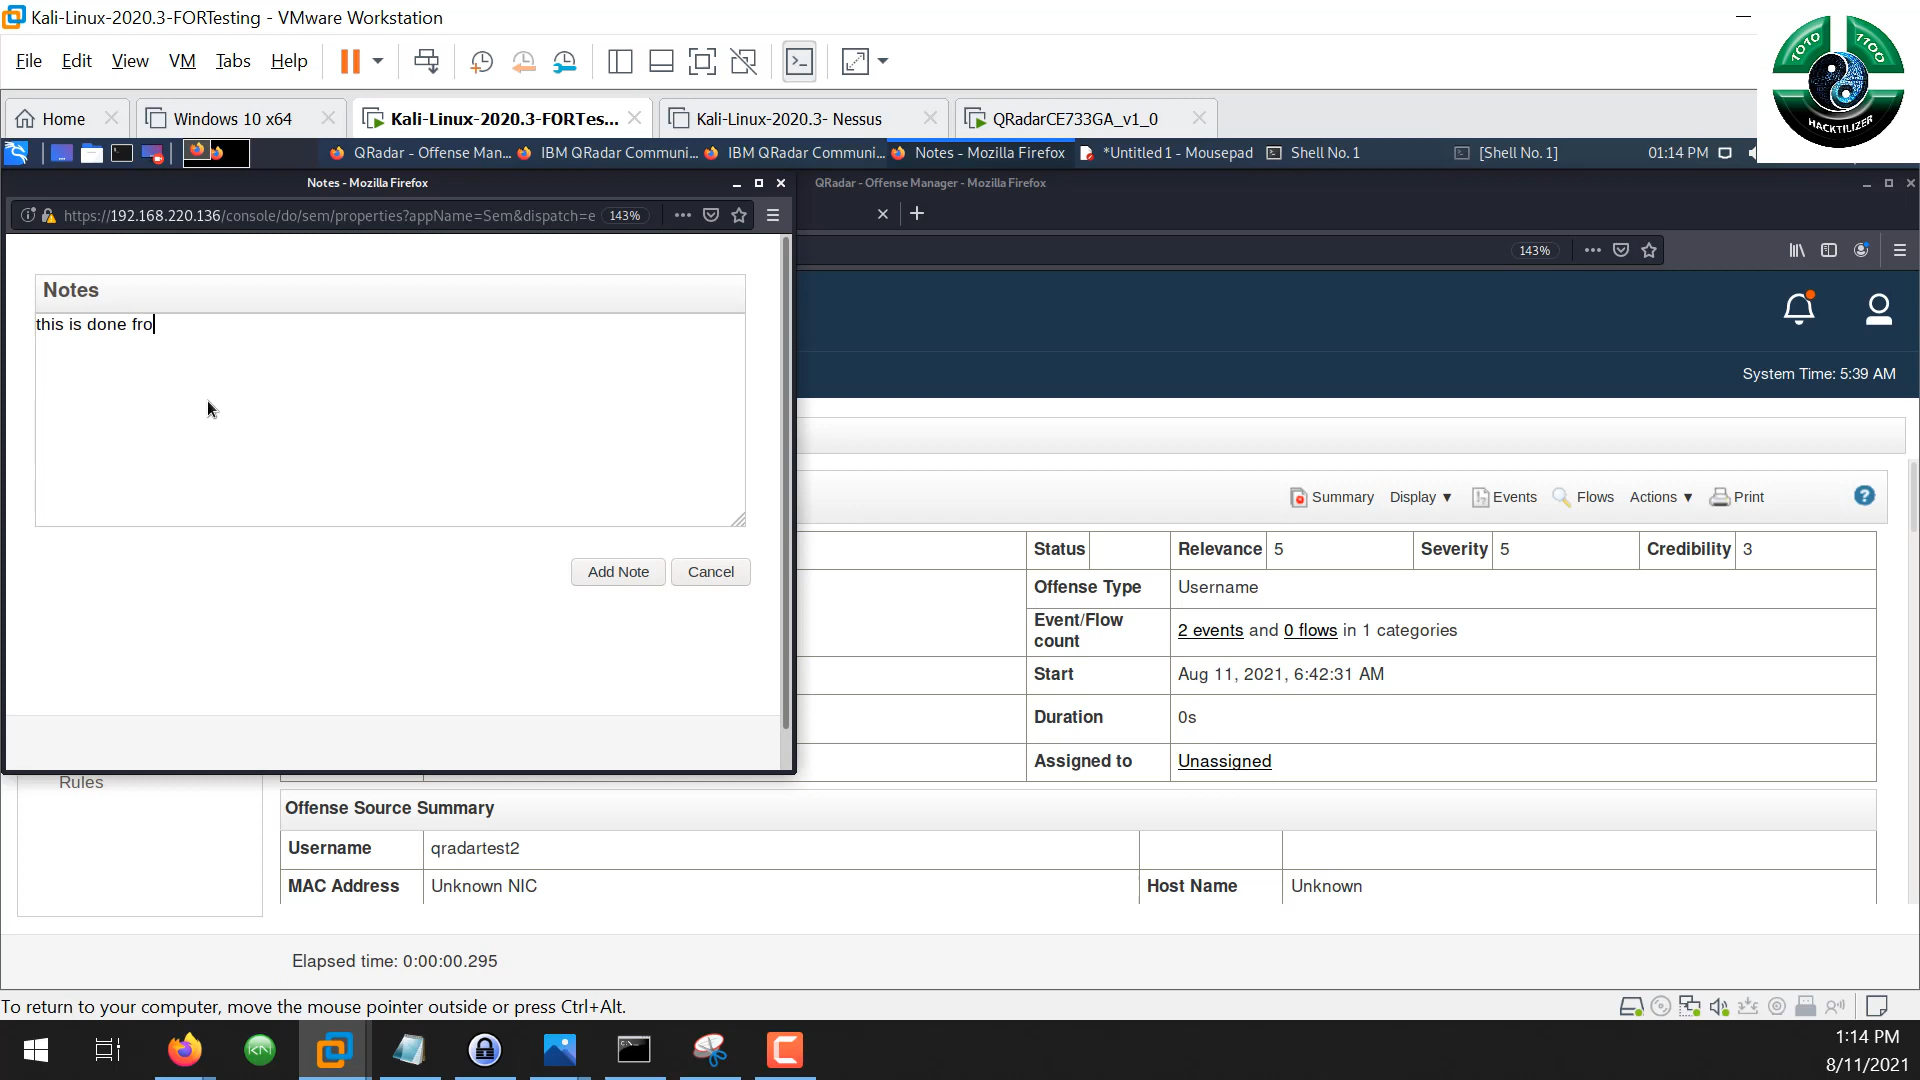 Kali-Linux-2020.3-FORTesting - VMware Workstation
File Edit View VM Tabs Help
1010 1100
HACKTILIZER
Home Windows 10 x64 Kali-Linux-2020.3-FORTes... Kali-Linux-2020.3- Nessus QRadarCE733GA_v1_0
QRadar - Offense Man... IBM QRadar Communi... IBM QRadar Communi... Notes - Mozilla Firefox *Untitled 1 - Mousepad Shell No. 1 [Shell No. 1] 01:14 PM
Notes - Mozilla Firefox QRadar - Offense Manager - Mozilla Firefox
https://192.168.220.136/console/do/sem/properties?appName=Sem&dispatch=e 143%
143%
Notes
this is done fro
System Time: 5:39 AM
Summary Display ▼ Events Flows Actions ▼ Print ?
Status Relevance 5 Severity 5 Credibility 3
Add Note Cancel
Offense Type Username
Event/Flow count 2 events and 0 flows in 1 categories
Start Aug 11, 2021, 6:42:31 AM
Duration 0s
Assigned to Unassigned
Rules
Offense Source Summary
Username qradartest2
MAC Address Unknown NIC Host Name Unknown
Elapsed time: 0:00:00.295
To return to your computer, move the mouse pointer outside or press Ctrl+Alt.
KN
1:14 PM
8/11/2021